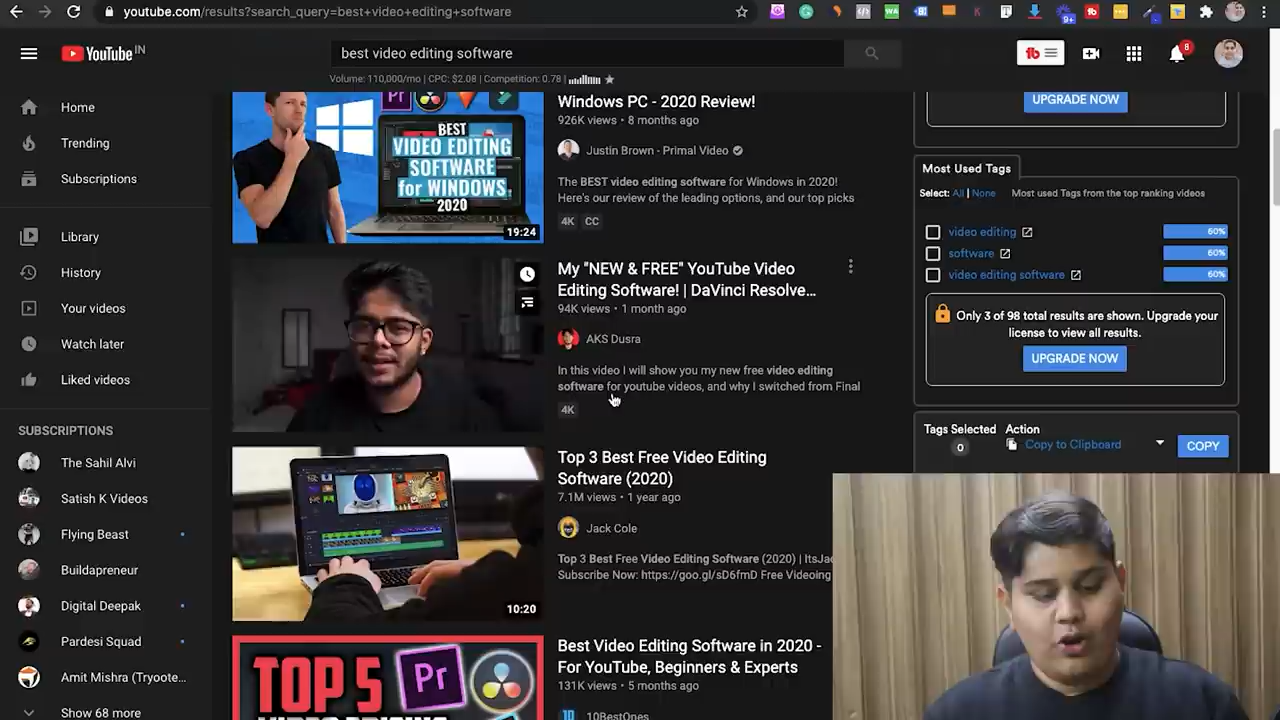 youtube.com/results?search_query=best+video+editing+software
9+
YouTube IN
best video editing software
8
Volume: 110,000/mo | CPC: $2.08 | Competition: 0.78 |
Home
Trending
Subscriptions
Library
History
Your videos
Watch later
Liked videos
SUBSCRIPTIONS
The Sahil Alvi
Satish K Videos
Flying Beast
Buildapreneur
Digital Deepak
Pardesi Squad
Amit Mishra (Tryoote...
Show 68 more
Pr
BEST
VIDEO EDITING
SOFTWARE
for WINDOWS
2020
19:24
Windows PC - 2020 Review!
926K views • 8 months ago
Justin Brown - Primal Video
The BEST video editing software for Windows in 2020!
Here's our review of the leading options, and our top picks
4K CC
My "NEW & FREE" YouTube Video
Editing Software! | DaVinci Resolve...
94K views • 1 month ago
AKS Dusra
In this video I will show you my new free video editing
software for youtube videos, and why I switched from Final
4K
10:20
Top 3 Best Free Video Editing
Software (2020)
7.1M views • 1 year ago
Jack Cole
Top 3 Best Free Video Editing Software (2020) | ItsJac
Subscribe Now: https://goo.gl/sD6fmD Free Videoing
TOP 5
Pr
Best Video Editing Software in 2020 -
For YouTube, Beginners & Experts
131K views • 5 months ago
10BestOnes
UPGRADE NOW
Most Used Tags
Select: All | None Most used Tags from the top ranking videos
video editing 60%
software 60%
video editing software 60%
Only 3 of 98 total results are shown. Upgrade your
license to view all results.
UPGRADE NOW
Tags Selected
0
Action
Copy to Clipboard
COPY